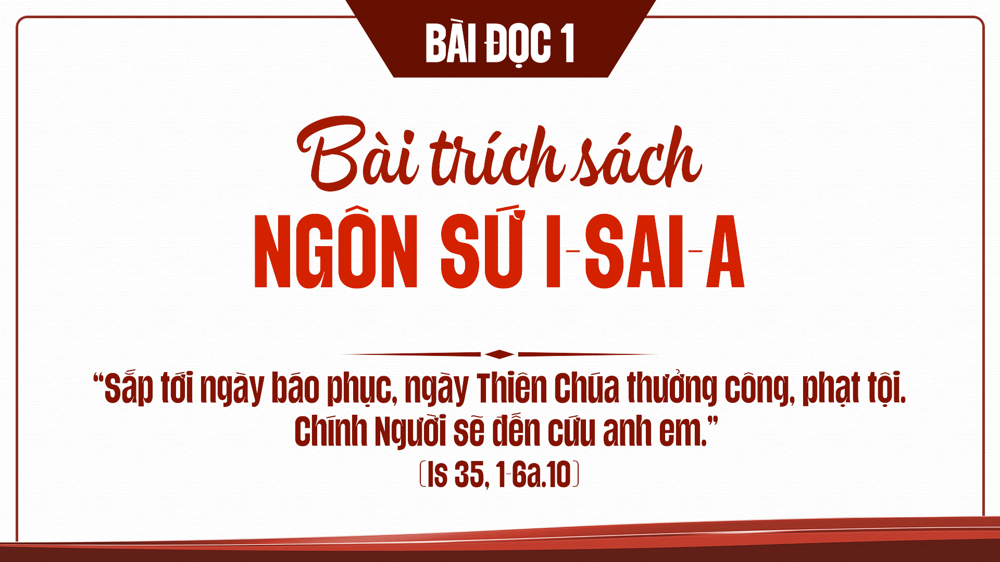 BÀI ĐỌC 1
Bài trích sách
NGÔN SỨ I-SAI-A
“Sắp tới ngày báo phục, ngày Thiên Chúa thưởng công, phạt tội.
Chính Người sẽ đến cứu anh em.”
(Is 35, 1-6a.10)